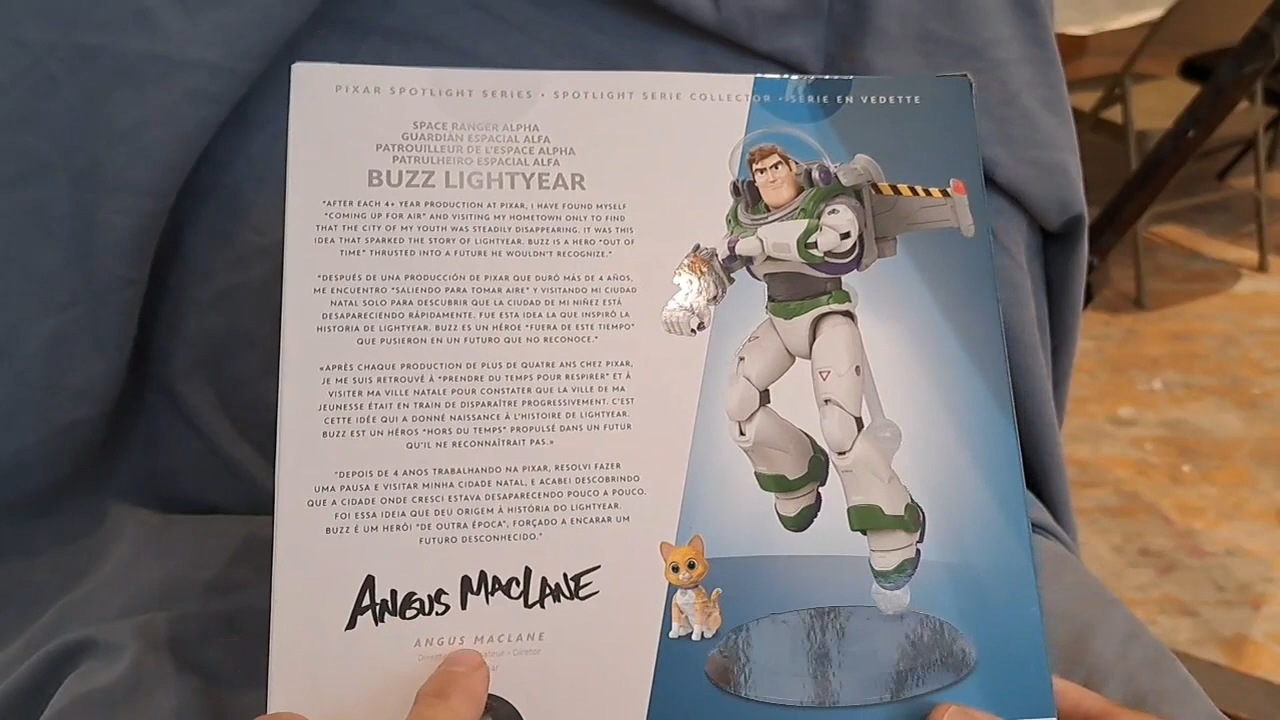 PIXAR SPOTLIGHT SERIES • SPOTLIGHT SERIE COLLECTOR • SERIE EN VEDETTE
SPACE RANGER ALPHA
GUARDIÁN ESPACIAL ALFA
PATROUILLEUR DE L'ESPACE ALPHA
PATRULHEIRO ESPACIAL ALFA
BUZZ LIGHTYEAR
"AFTER EACH 4+ YEAR PRODUCTION AT PIXAR, I HAVE FOUND MYSELF
"COMING UP FOR AIR" AND VISITING MY HOMETOWN ONLY TO FIND
THAT THE CITY OF MY YOUTH WAS STEADILY DISAPPEARING. IT WAS THIS
IDEA THAT SPARKED THE STORY OF LIGHTYEAR. BUZZ IS A HERO "OUT OF
TIME" THRUSTED INTO A FUTURE HE WOULDN'T RECOGNIZE."
"DESPUÉS DE UNA PRODUCCIÓN DE PIXAR QUE DURÓ MÁS DE 4 AÑOS,
ME ENCUENTRO "SALIENDO PARA TOMAR AIRE" Y VISITANDO MI CIUDAD
NATAL SOLO PARA DESCUBRIR QUE LA CIUDAD DE MI NIÑEZ ESTÁ
DESAPARECIENDO RÁPIDAMENTE. FUE ESTA IDEA LA QUE INSPIRÓ LA
HISTORIA DE LIGHTYEAR. BUZZ ES UN HÉROE "FUERA DE ESTE TIEMPO"
QUE PUSIERON EN UN FUTURO QUE NO RECONOCE."
«APRÈS CHAQUE PRODUCTION DE PLUS DE QUATRE ANS CHEZ PIXAR,
JE ME SUIS RETROUVÉ À "PRENDRE DU TEMPS POUR RESPIRER" ET À
VISITER MA VILLE NATALE POUR CONSTATER QUE LA VILLE DE MA
JEUNESSE ÉTAIT EN TRAIN DE DISPARAÎTRE PROGRESSIVEMENT. C'EST
CETTE IDÉE QUI A DONNÉ NAISSANCE À L'HISTOIRE DE LIGHTYEAR.
BUZZ EST UN HÉROS "HORS DU TEMPS" PROPULSÉ DANS UN FUTUR
QU'IL NE RECONNAÎTRAIT PAS.»
"DEPOIS DE 4 ANOS TRABALHANDO NA PIXAR, RESOLVI FAZER
UMA PAUSA E VISITAR MINHA CIDADE NATAL, E ACABEI DESCOBRINDO
QUE A CIDADE ONDE CRESCI ESTAVA DESAPARECENDO POUCO A POUCO.
FOI ESSA IDEIA QUE DEU ORIGEM À HISTÓRIA DO LIGHTYEAR.
BUZZ É UM HERÓI "DE OUTRA ÉPOCA", FORÇADO A ENCARAR UM
FUTURO DESCONHECIDO."
ANGUS MACLANE
ANGUS MACLANE